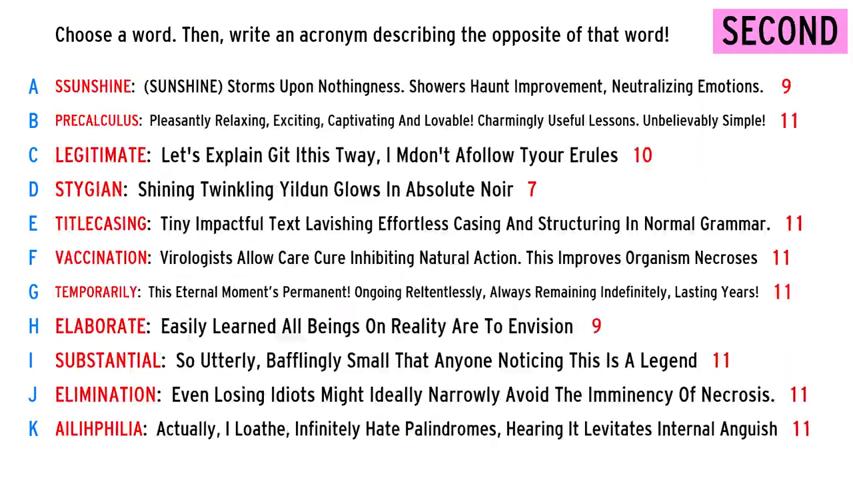 Choose a word. Then, write an acronym describing the opposite of that word! SECOND
A SSUNSHINE: (SUNSHINE) Storms Upon Nothingness. Showers Haunt Improvement, Neutralizing Emotions. 9
B PRECALCULUS: Pleasantly Relaxing, Exciting, Captivating And Lovable! Charmingly Useful Lessons. Unbelievably Simple! 11
C LEGITIMATE: Let's Explain Git Ithis Tway, I Mdon't Afollow Tyour Erules 10
D STYGIAN: Shining Twinkling Yildun Glows In Absolute Noir 7
E TITLECASING: Tiny Impactful Text Lavishing Effortless Casing And Structuring In Normal Grammar. 11
F VACCINATION: Virologists Allow Care Cure Inhibiting Natural Action. This Improves Organism Necroses 11
G TEMPORARILY: This Eternal Moment's Permanent! Ongoing Reltentlessly, Always Remaining Indefinitely, Lasting Years! 11
H ELABORATE: Easily Learned All Beings On Reality Are To Envision 9
I SUBSTANTIAL: So Utterly, Bafflingly Small That Anyone Noticing This Is A Legend 11
J ELIMINATION: Even Losing Idiots Might Ideally Narrowly Avoid The Imminency Of Necrosis. 11
K AILIHPHILIA: Actually, I Loathe, Infinitely Hate Palindromes, Hearing It Levitates Internal Anguish 11